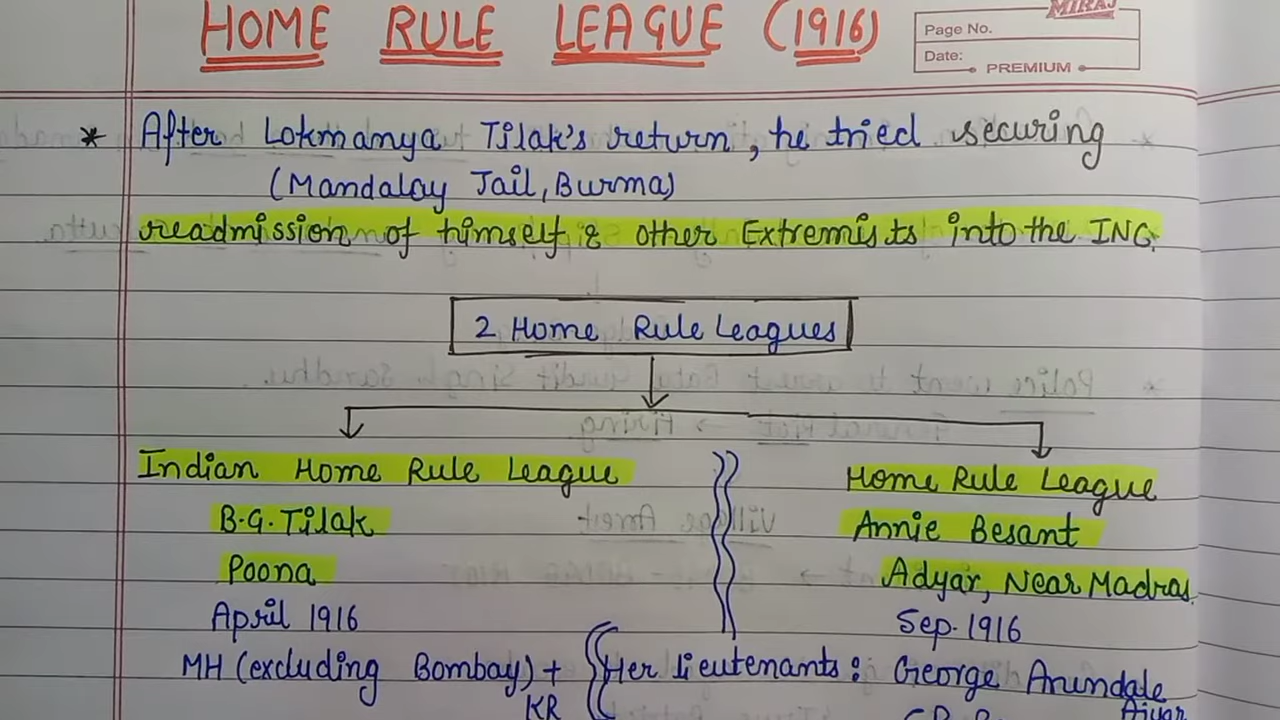 HOME RULE LEAGUE (1916)
MIRAJ
Page No.
Date:
PREMIUM
* After Lokmanya Tilak's return, he tried securing
(Mandalay Jail, Burma)
readmission of himself & other Extremists into the INC.
2 Home Rule Leagues
Indian Home Rule League
B.G. Tilak
Poona
April 1916
MH (excluding Bombay) +
KR
Home Rule League
Annie Besant
Adyar, Near Madras
Sep. 1916
Her lieutenants: George Arundale